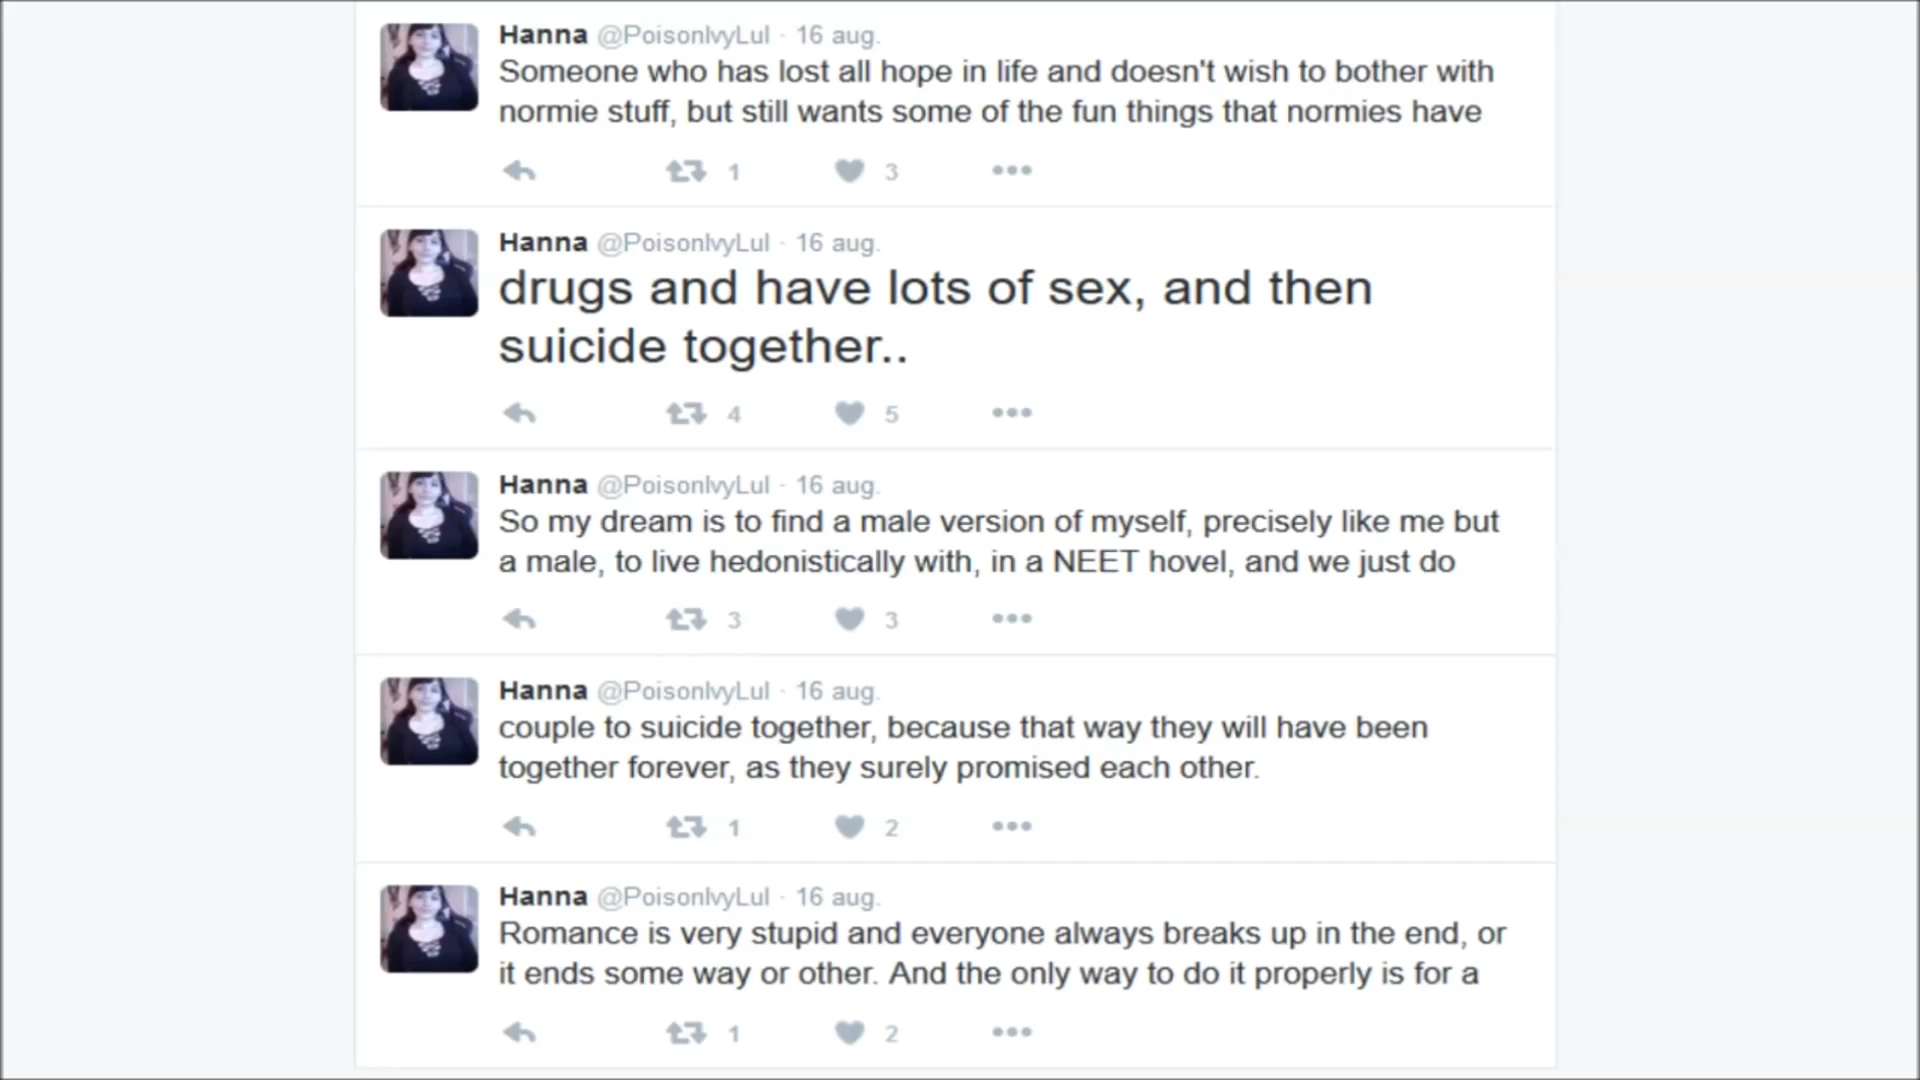 Hanna @PoisonIvyLul · 16 aug.
Someone who has lost all hope in life and doesn't wish to bother with
normie stuff, but still wants some of the fun things that normies have
1 3
Hanna @PoisonIvyLul · 16 aug.
drugs and have lots of sex, and then
suicide together..
4 5
Hanna @PoisonIvyLul · 16 aug.
So my dream is to find a male version of myself, precisely like me but
a male, to live hedonistically with, in a NEET hovel, and we just do
3 3
Hanna @PoisonIvyLul · 16 aug.
couple to suicide together, because that way they will have been
together forever, as they surely promised each other.
1 2
Hanna @PoisonIvyLul · 16 aug.
Romance is very stupid and everyone always breaks up in the end, or
it ends some way or other. And the only way to do it properly is for a
1 2